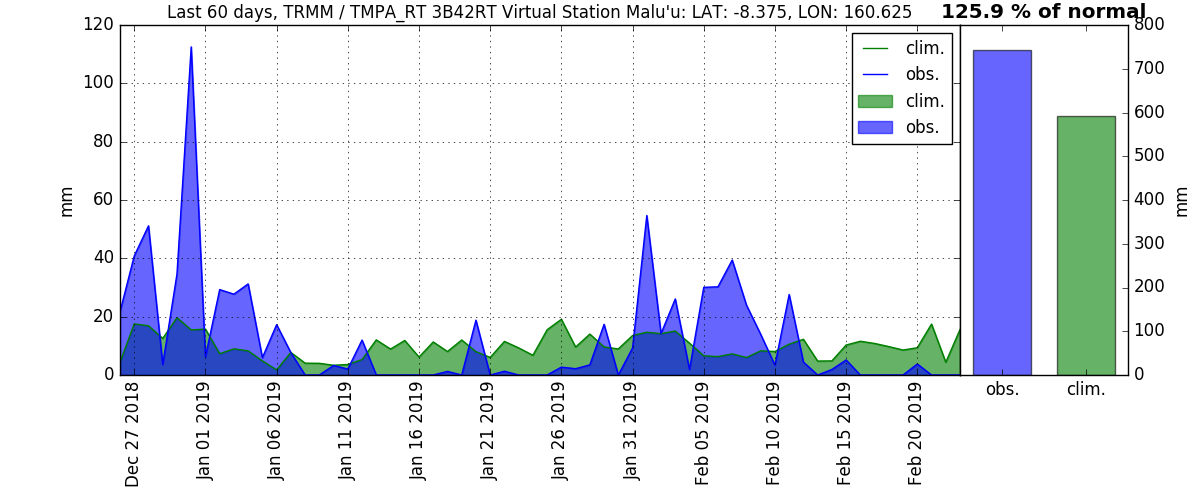 Last 60 days, TRMM / TMPA_RT 3B42RT Virtual Station Malu'u: LAT: -8.375, LON: 160.625
125.9 % of normal
120
100
80
60
40
20
0
mm
clim.
obs.
clim.
obs.
800
700
600
500
400
300
200
100
0
mm
obs.
clim.
Dec 27 2018
Jan 01 2019
Jan 06 2019
Jan 11 2019
Jan 16 2019
Jan 21 2019
Jan 26 2019
Jan 31 2019
Feb 05 2019
Feb 10 2019
Feb 15 2019
Feb 20 2019